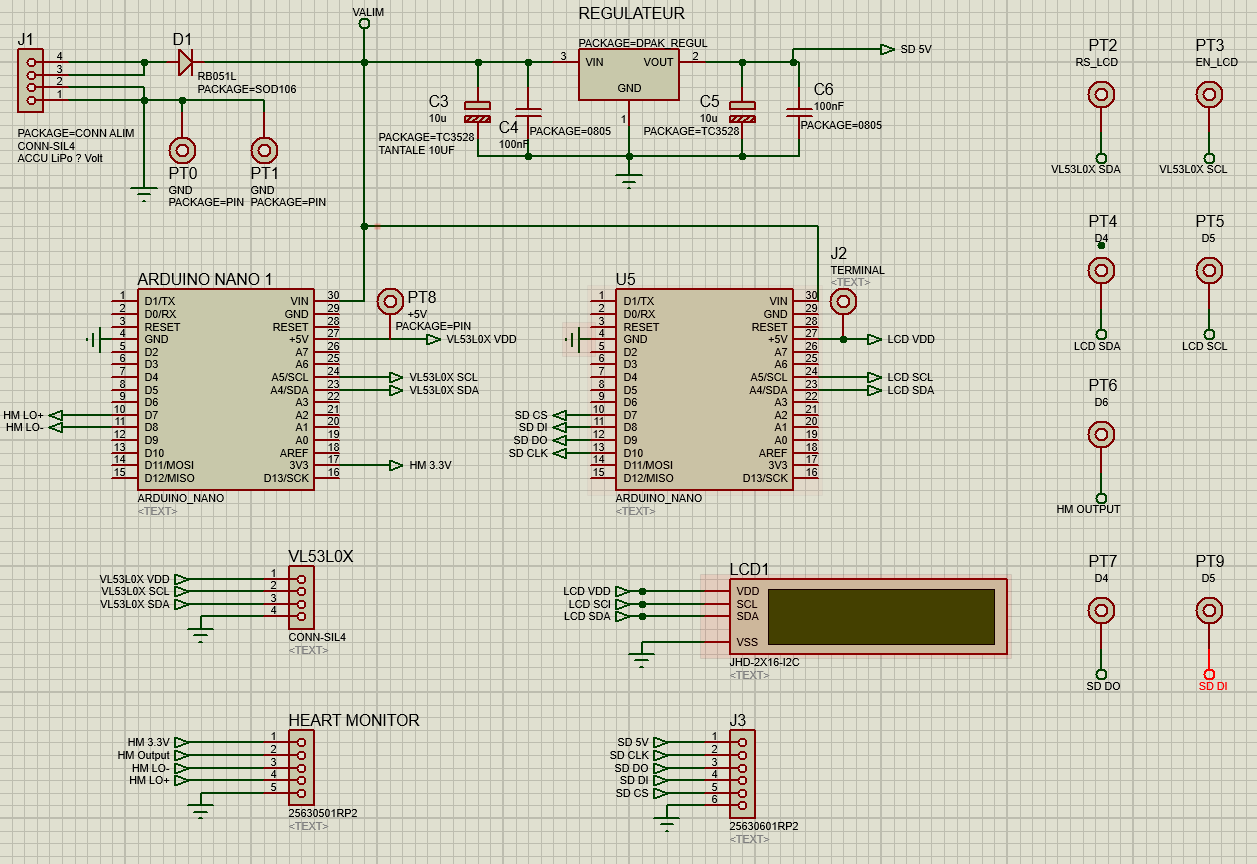 VALIM
REGULATEUR
J1
4
3
2
1
D1
RB051L
PACKAGE=SOD106
PACKAGE=CONN ALIM
CONN-SIL4
ACCU LiPo ? Volt
PT0
GND
PACKAGE=PIN
PT1
GND
PACKAGE=PIN
PACKAGE=DPAK_REGUL
3
VIN
VOUT
2
GND
1
SD 5V
C3
10u
PACKAGE=TC3528
TANTALE 10UF
C4
100nF
PACKAGE=0805
C5
10u
PACKAGE=TC3528
C6
100nF
PACKAGE=0805
PT2
RS_LCD
VL53L0X SDA
PT3
EN_LCD
VL53L0X SCL
PT4
D4
LCD SDA
PT5
D5
LCD SCL
PT6
D6
HM OUTPUT
PT7
D4
SD DO
PT9
D5
SD DI
ARDUINO NANO 1
1 D1/TX VIN 30
2 D0/RX GND 29
3 RESET RESET 28
4 GND +5V 27
5 D2 A7 26
6 D3 A6 25
7 D4 A5/SCL 24
8 D5 A4/SDA 23
9 D6 A3 22
10 D7 A2 21
11 D8 A1 20
12 D9 A0 19
13 D10 AREF 18
14 D11/MOSI 3V3 17
15 D12/MISO D13/SCK 16
ARDUINO_NANO
<TEXT>
HM LO+
HM LO-
PT8
+5V
PACKAGE=PIN
VL53L0X VDD
VL53L0X SCL
VL53L0X SDA
HM 3.3V
U5
1 D1/TX VIN 30
2 D0/RX GND 29
3 RESET RESET 28
4 GND +5V 27
5 D2 A7 26
6 D3 A6 25
7 D4 A5/SCL 24
8 D5 A4/SDA 23
9 D6 A3 22
10 D7 A2 21
11 D8 A1 20
12 D9 A0 19
13 D10 AREF 18
14 D11/MOSI 3V3 17
15 D12/MISO D13/SCK 16
ARDUINO_NANO
<TEXT>
SD CS
SD DI
SD DO
SD CLK
J2
TERMINAL
<TEXT>
LCD VDD
LCD SCL
LCD SDA
VL53L0X
VL53L0X VDD 1
VL53L0X SCL 2
VL53L0X SDA 3
4
CONN-SIL4
<TEXT>
LCD1
LCD VDD VDD
LCD SCI SCL
LCD SDA SDA
VSS
JHD-2X16-I2C
<TEXT>
HEART MONITOR
HM 3.3V 1
HM Output 2
HM LO- 3
HM LO+ 4
5
25630501RP2
<TEXT>
J3
SD 5V 1
SD CLK 2
SD DO 3
SD DI 4
SD CS 5
6
25630601RP2
<TEXT>